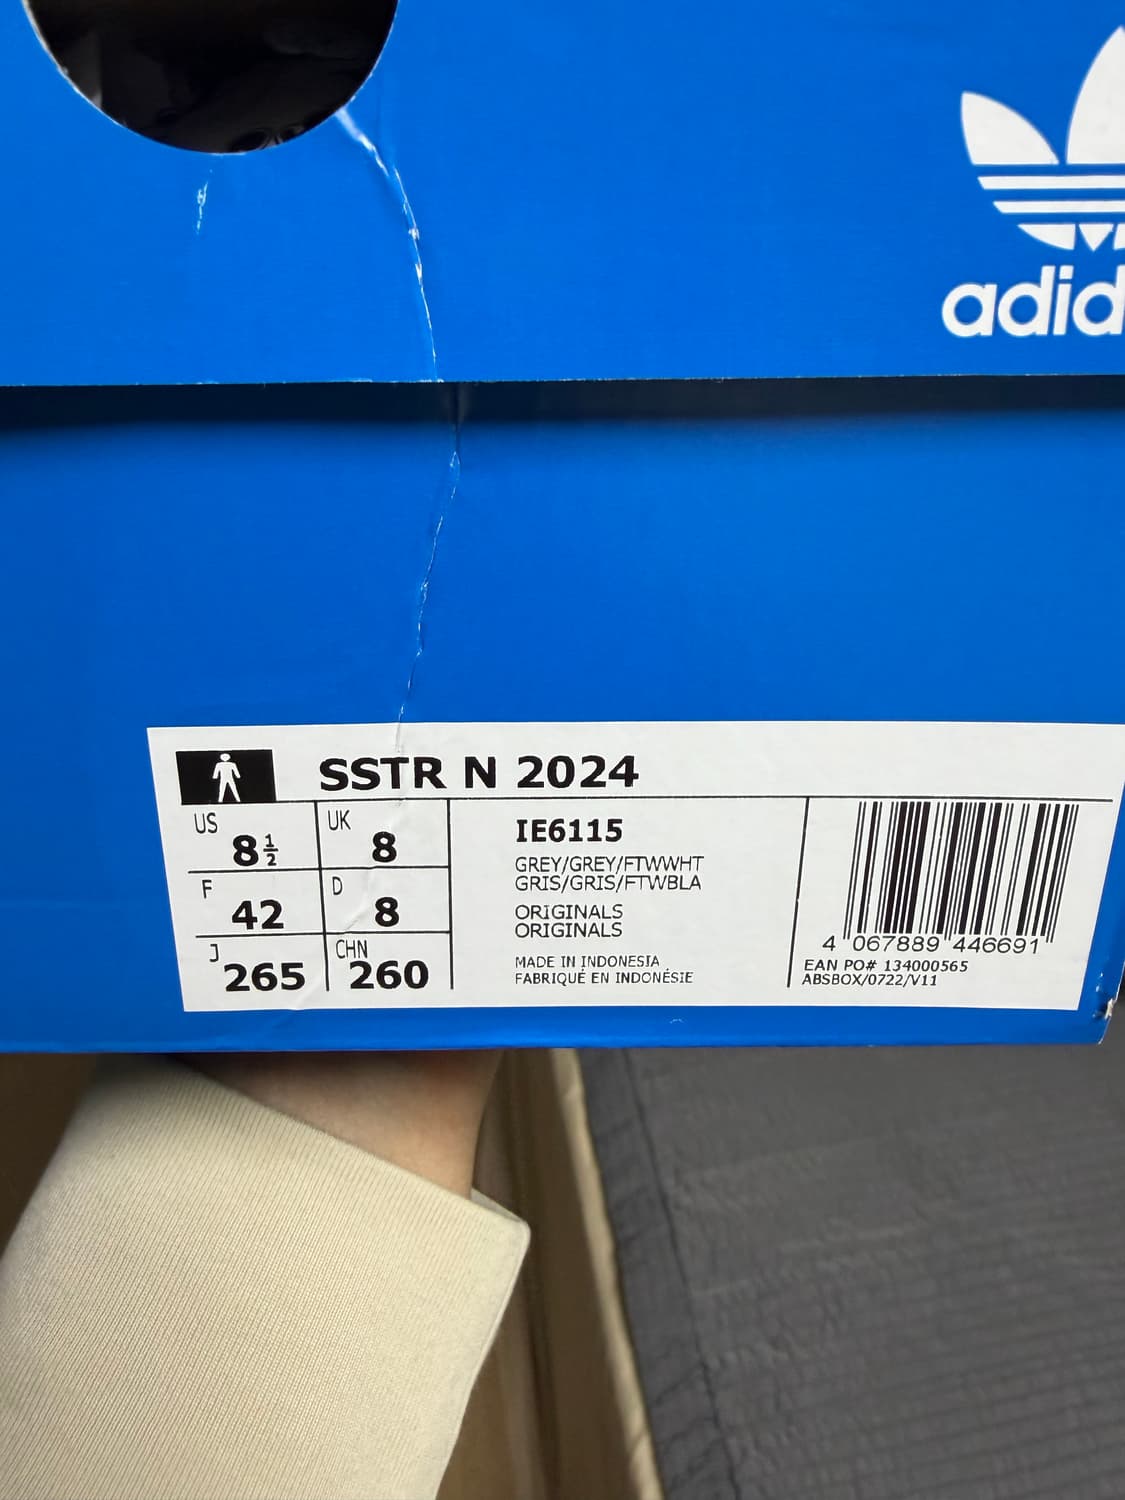 adid
SSTR N 2024
US 8½
UK 8
F 42
D 8
J 265
CHN 260
IE6115
GREY/GREY/FTWWHT
GRIS/GRIS/FTWBLA
ORIGINALS
ORIGINALS
MADE IN INDONESIA
FABRIQUÉ EN INDONÉSIE
4 067889 446691
EAN PO# 134000565
ABSBOX/0722/V11